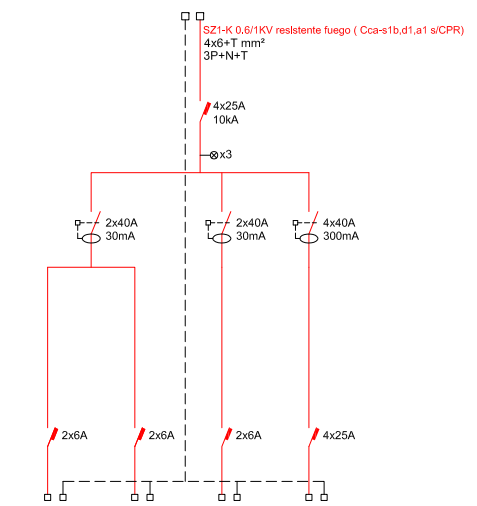 SZ1-K 0.6/1KV resistente fuego ( Cca-s1b,d1,a1 s/CPR)
4x6+T mm²
3P+N+T
4x25A
10kA
x3
2x40A
30mA
2x40A
30mA
4x40A
300mA
2x6A
2x6A
2x6A
4x25A